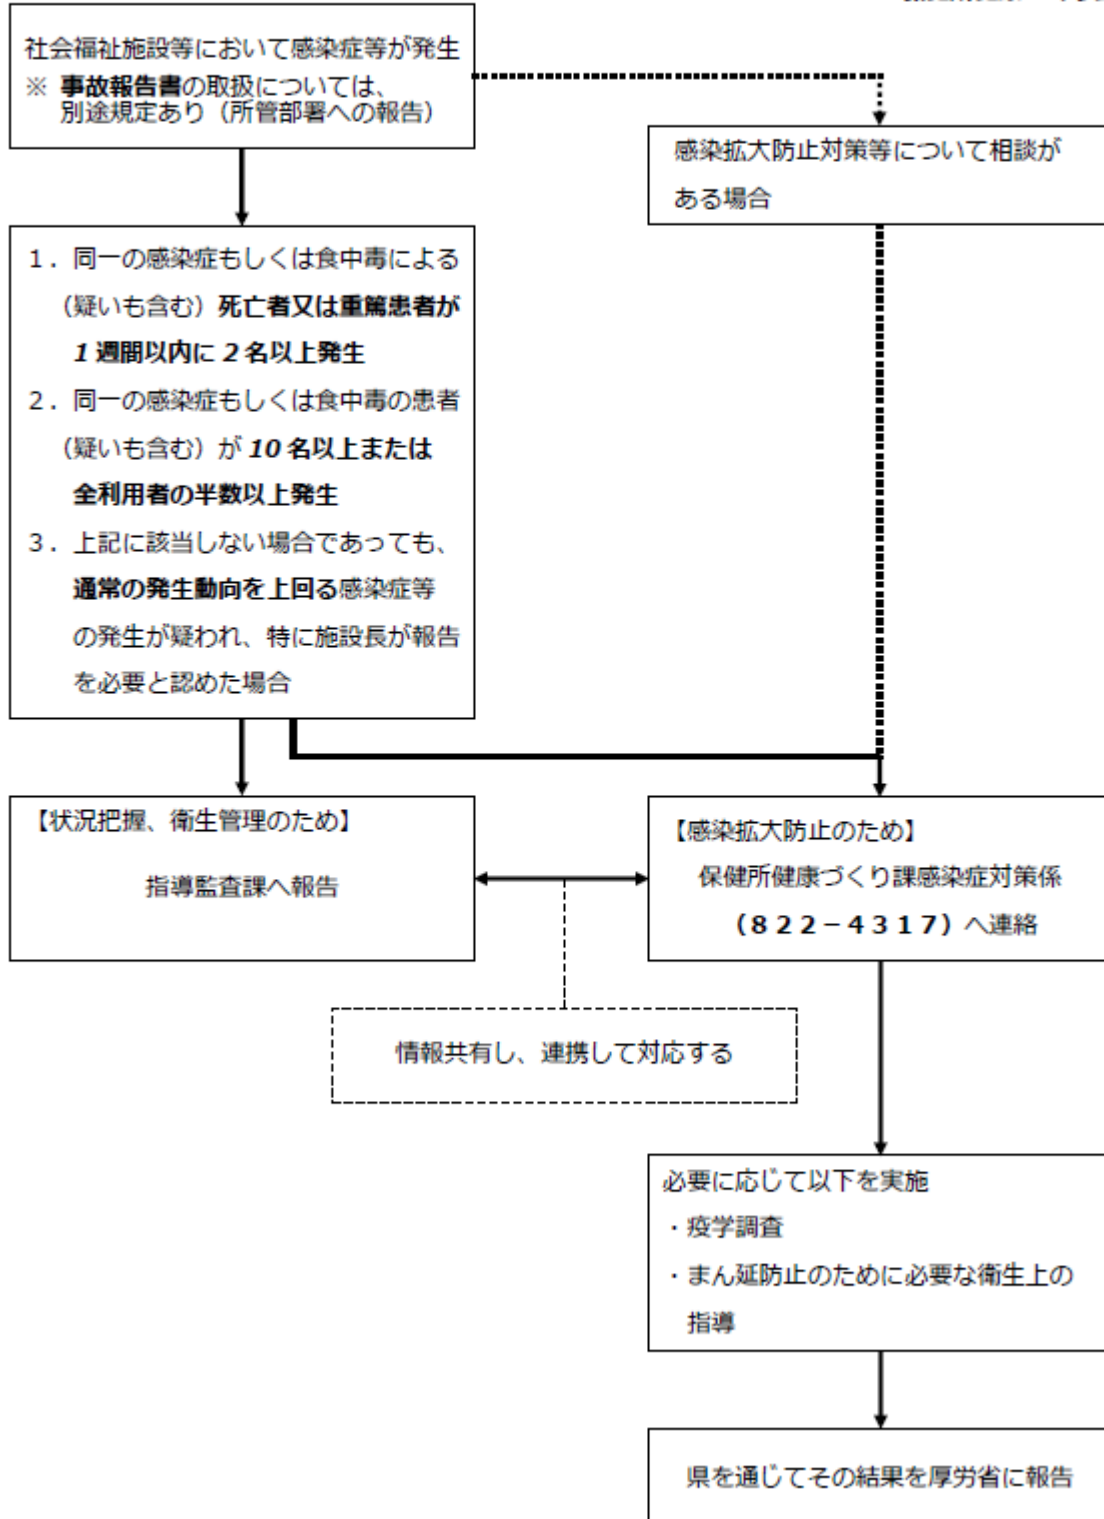 社会福祉施設等において感染症等が発生
※ 事故報告書の取扱については、
別途規定あり（所管部署への報告）
感染拡大防止対策等について相談が
ある場合
１．同一の感染症もしくは食中毒による
（疑いも含む）死亡者又は重篤患者が
1 週間以内に 2 名以上発生
２．同一の感染症もしくは食中毒の患者
（疑いも含む）が 10 名以上または
全利用者の半数以上発生
３．上記に該当しない場合であっても、
通常の発生動向を上回る感染症等
の発生が疑われ、特に施設長が報告
を必要と認めた場合
【状況把握、衛生管理のため】
指導監査課へ報告
【感染拡大防止のため】
保健所健康づくり課感染症対策係
（８２２－４３１７）へ連絡
情報共有し、連携して対応する
必要に応じて以下を実施
・疫学調査
・まん延防止のために必要な衛生上の
指導
県を通じてその結果を厚労省に報告